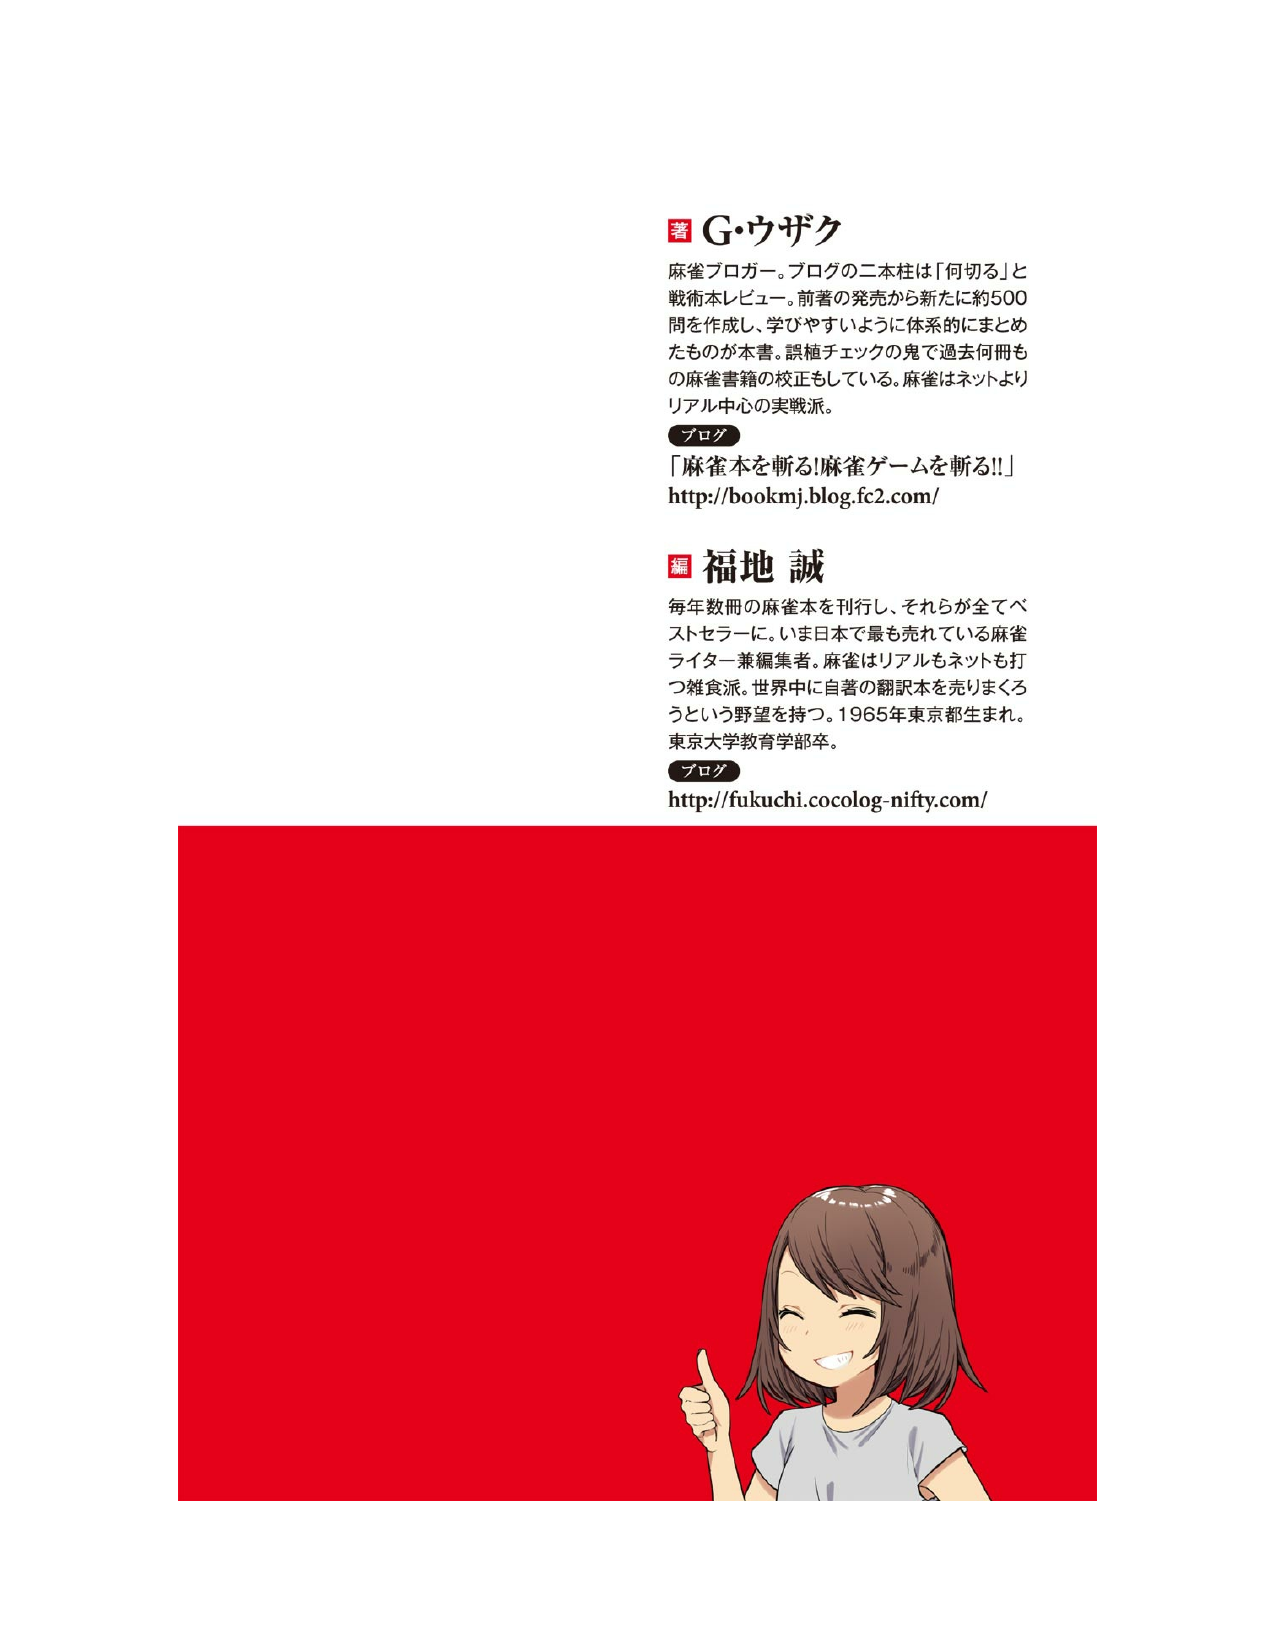 著 G・ウザク
麻雀ブロガー。ブログの二本柱は「何切る」と
戦術本レビュー。前著の発売から新たに約500
問を作成し、学びやすいように体系的にまとめ
たものが本書。誤植チェックの鬼で過去何冊も
の麻雀書籍の校正もしている。麻雀はネットより
リアル中心の実戦派。
ブログ
「麻雀本を斬る!麻雀ゲームを斬る!!」
http://bookmj.blog.fc2.com/
編 福地 誠
毎年数冊の麻雀本を刊行し、それらが全てベ
ストセラーに。いま日本で最も売れている麻雀
ライター兼編集者。麻雀はリアルもネットも打
つ雑食派。世界中に自著の翻訳本を売りまくろ
うという野望を持つ。1965年東京都生まれ。
東京大学教育学部卒。
ブログ
http://fukuchi.cocolog-nifty.com/